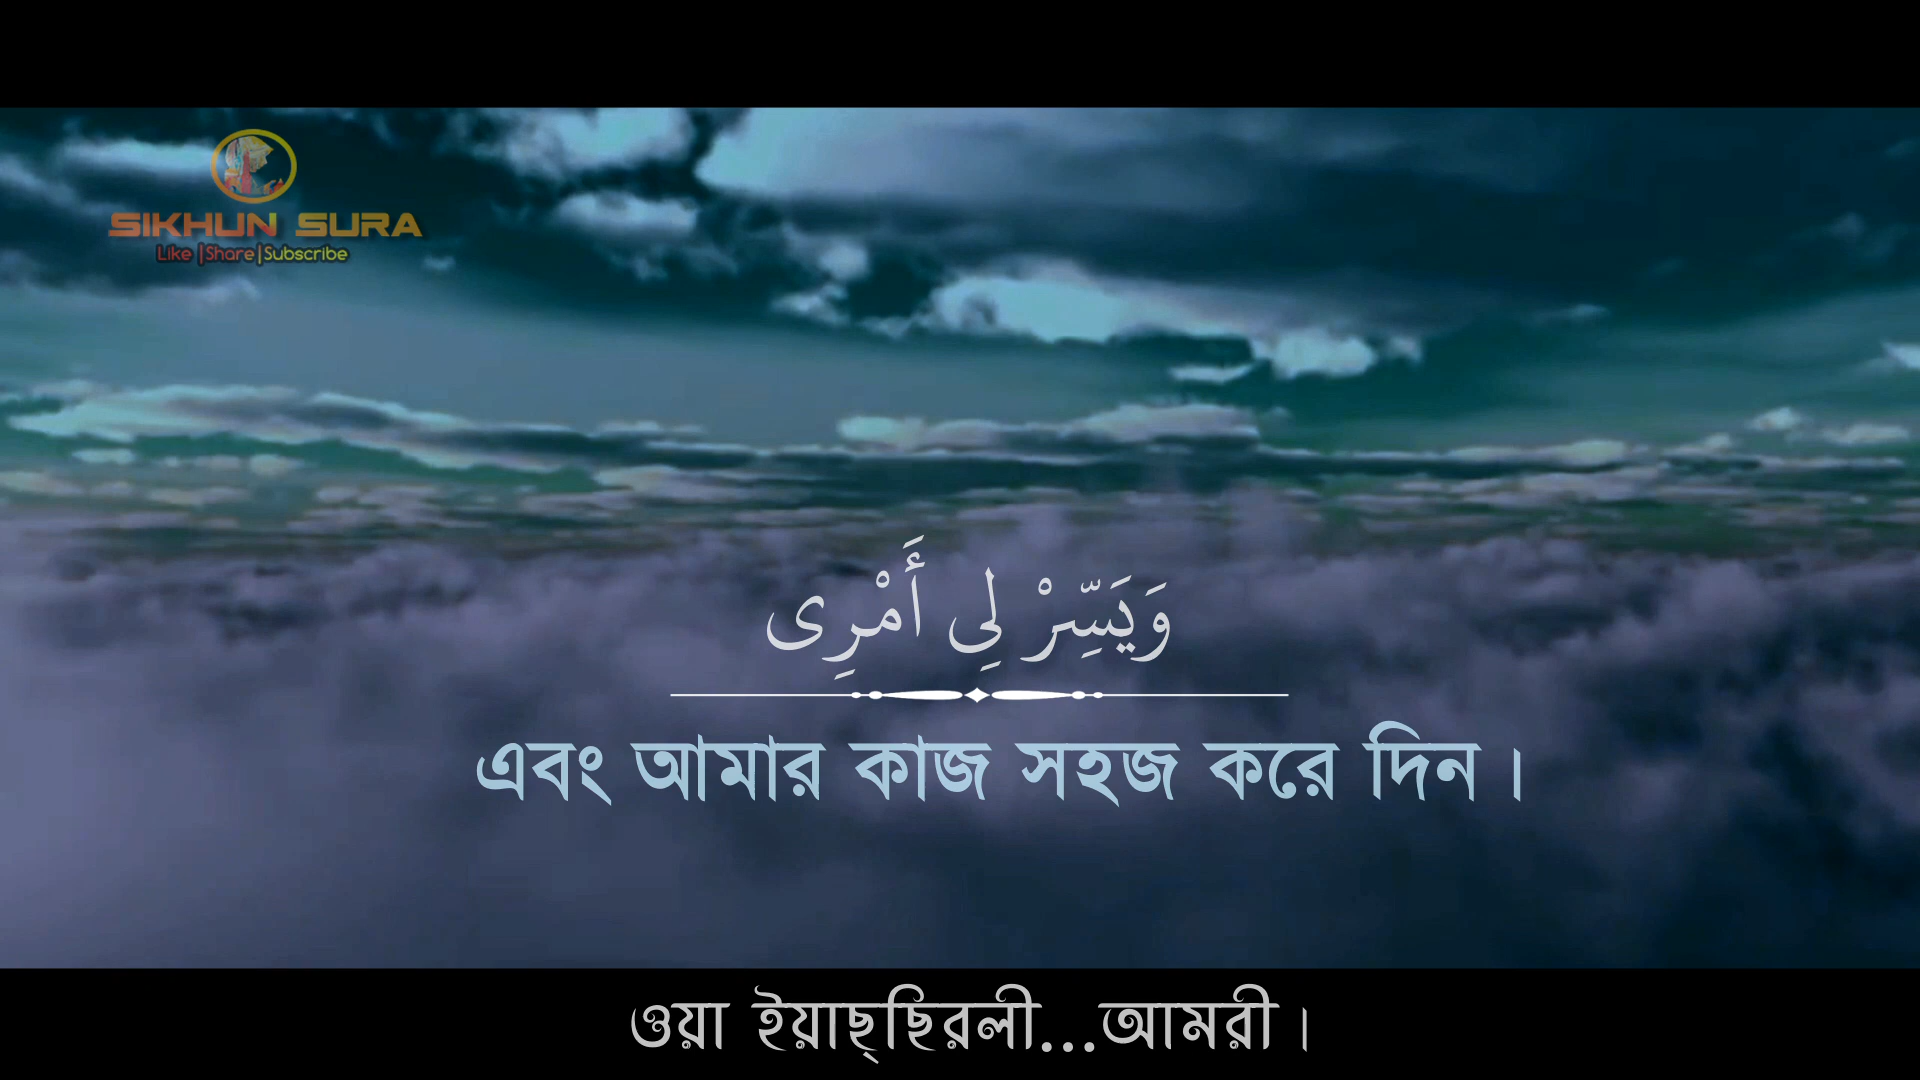 SIKHUN SURA
Like |Share|Subscribe
وَيَسِّرْ لِى أَمْرِى
এবং আমার কাজ সহজ করে দিন।
ওয়া ইয়াছ্ছিরলী...আমরী।